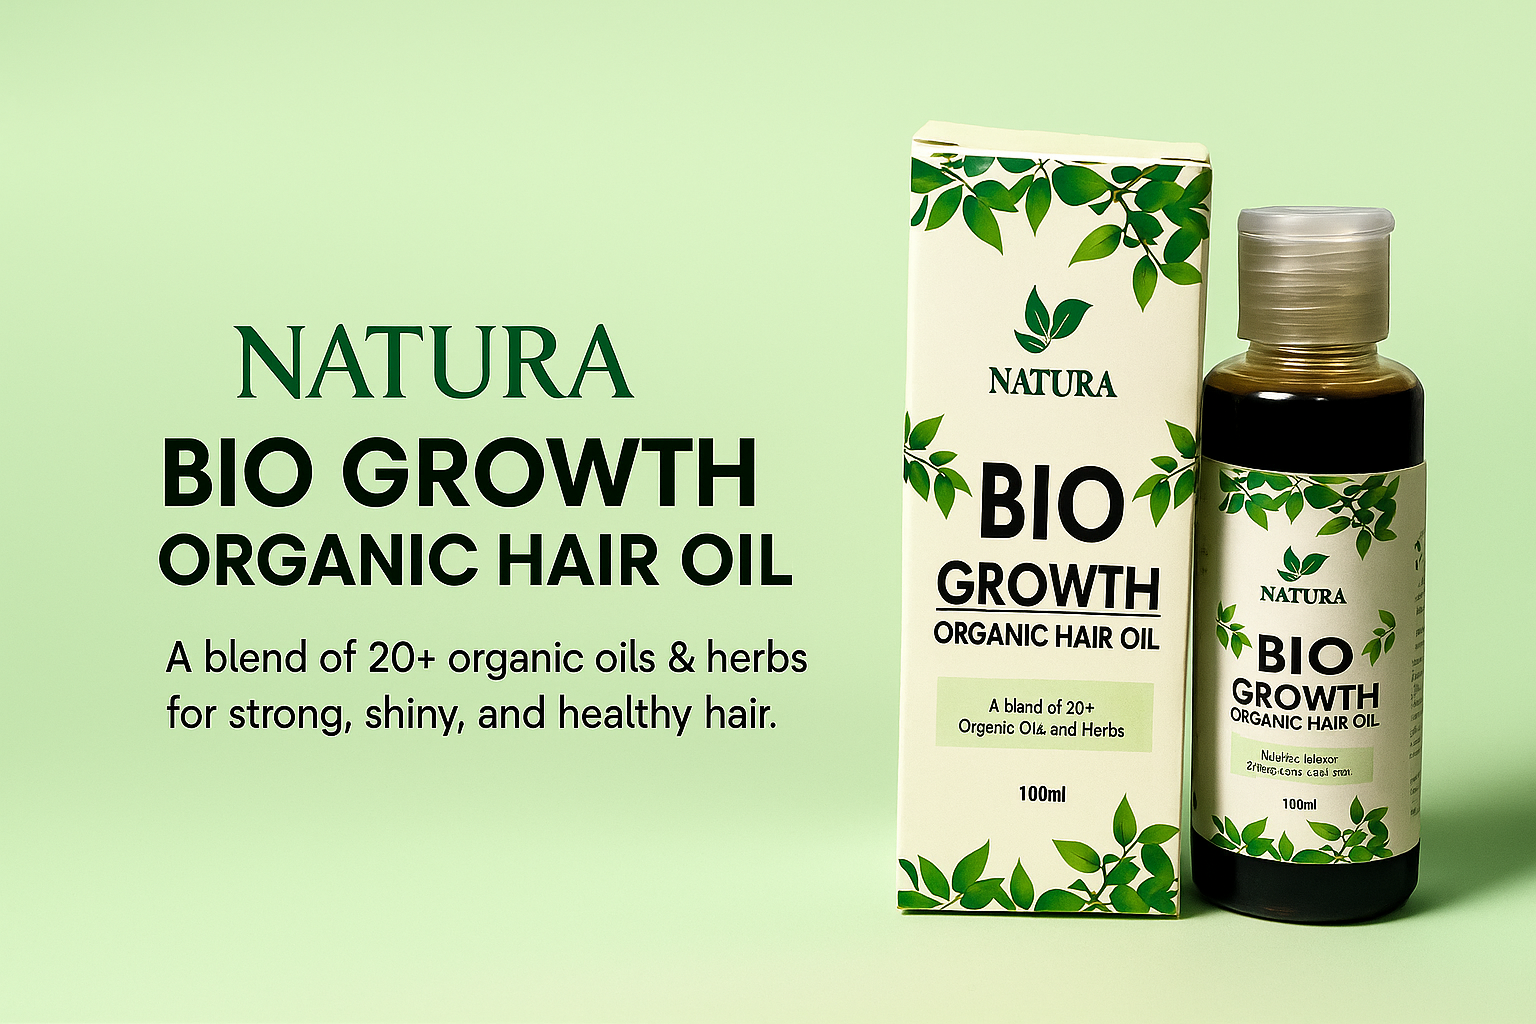 NATURA
BIO GROWTH
ORGANIC HAIR OIL
A blend of 20+ organic oils & herbs
for strong, shiny, and healthy hair.
NATURA
BIO
GROWTH
ORGANIC HAIR OIL
A bland of 20+
Orgenic and Herbs
100ml
NATURA
BIO
GROWTH
ORGANIC HAIR OIL
100ml